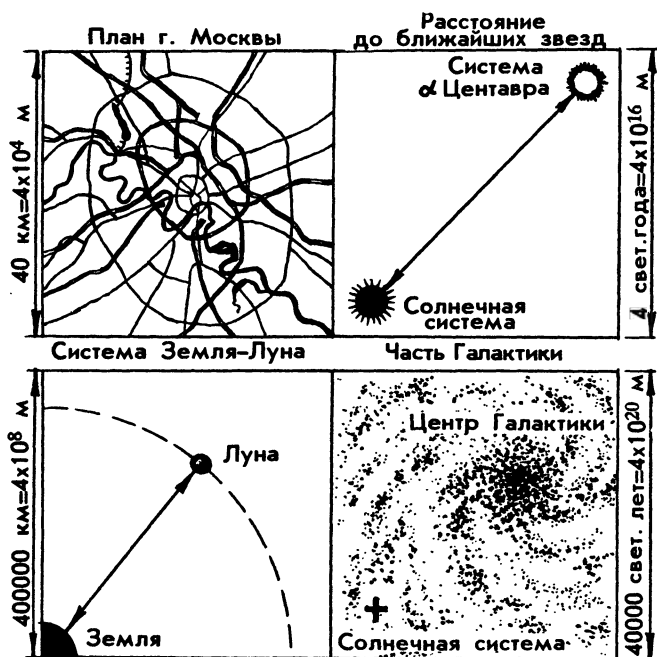 План г. Москвы
40 км=4x10⁴ м
Расстояние
до ближайших звезд
Система
α Центавра
Солнечная
система
4 свет.года=4x10¹⁶ м
Система Земля-Луна
400000 км=4x10⁸ м
Луна
Земля
Часть Галактики
Центр Галактики
Солнечная система
40000 свет. лет=4x10²⁰ м